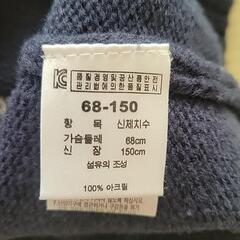 품질경영및공산품안전
관리법에의한품질표시
68-150
항 목 신체치수
가슴둘레 68cm
신 장 150cm
섬유의 조성
100% 아크릴